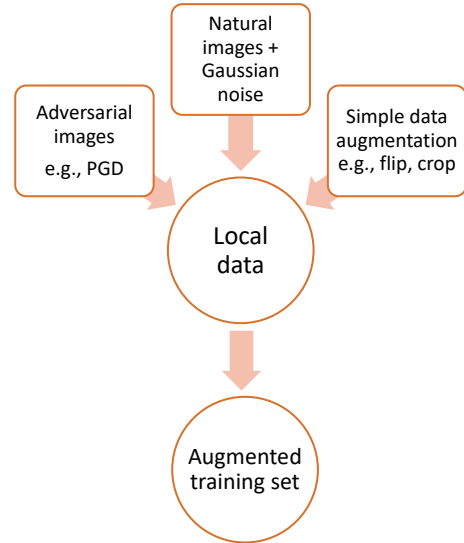 Natural
images +
Gaussian
noise
Adversarial
images
e.g., PGD
Simple data
augmentation
e.g., flip, crop
Local
data
Augmented
training set